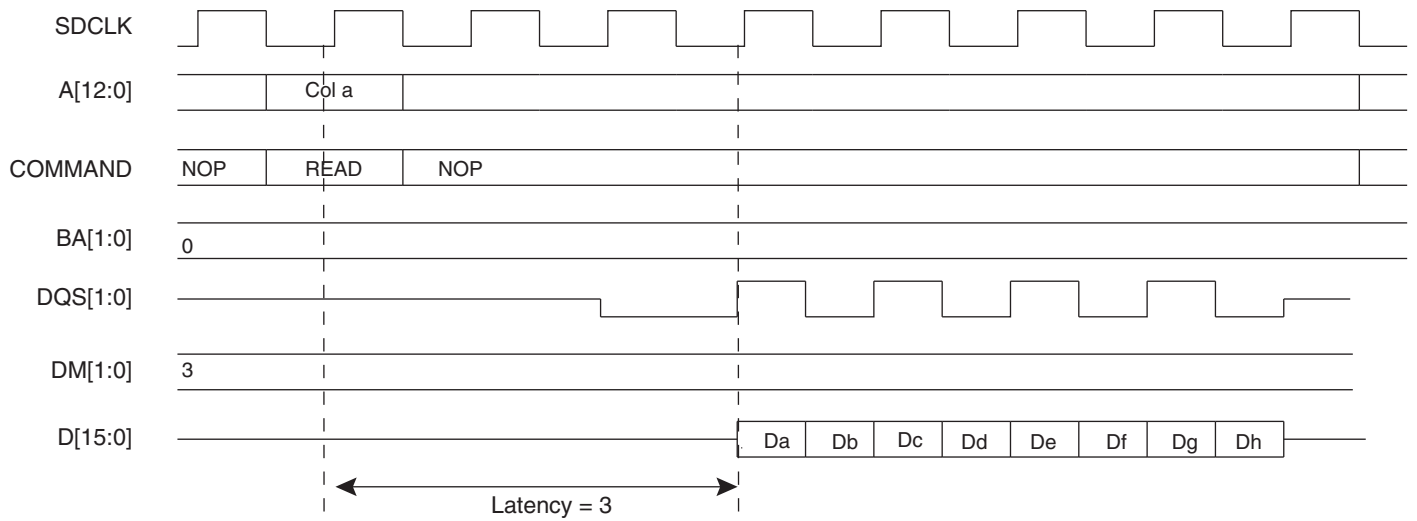 SDCLK
A[12:0] Col a
COMMAND NOP READ NOP
BA[1:0] 0
DQS[1:0]
DM[1:0] 3
D[15:0] Da Db Dc Dd De Df Dg Dh
Latency = 3